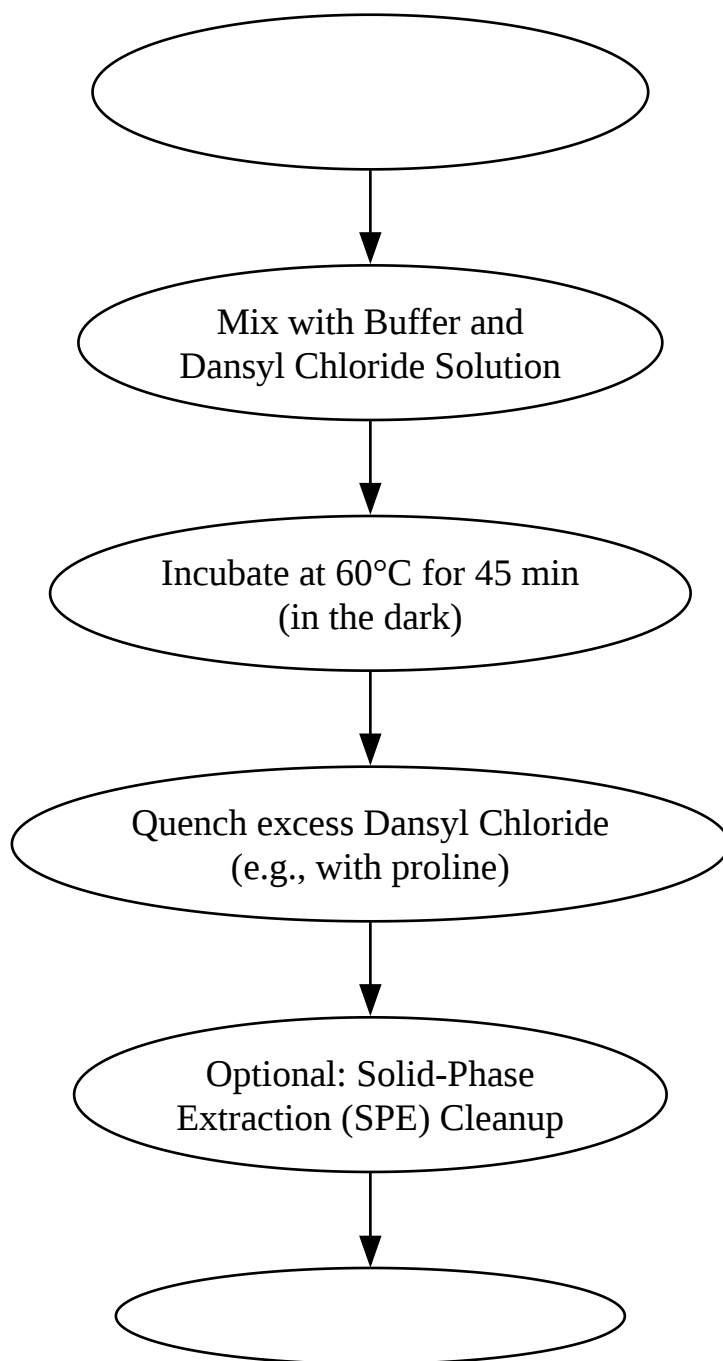 Mix with Buffer and
Dansyl Chloride Solution
Incubate at 60°C for 45 min
(in the dark)
Quench excess Dansyl Chloride
(e.g., with proline)
Optional: Solid-Phase
Extraction (SPE) Cleanup